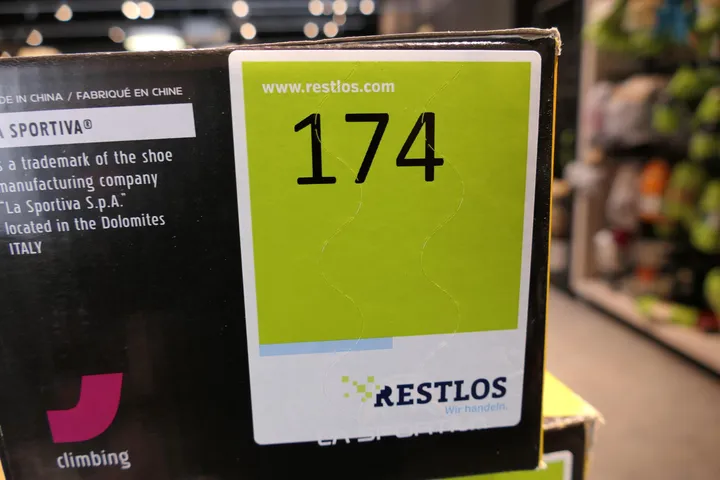 DE IN CHINA / FABRIQUÉ EN CHINE
A SPORTIVA®
s a trademark of the shoe
manufacturing company
"La Sportiva S.p.A."
located in the Dolomites
ITALY
climbing
www.restlos.com
174
RESTLOS
Wir handeln.